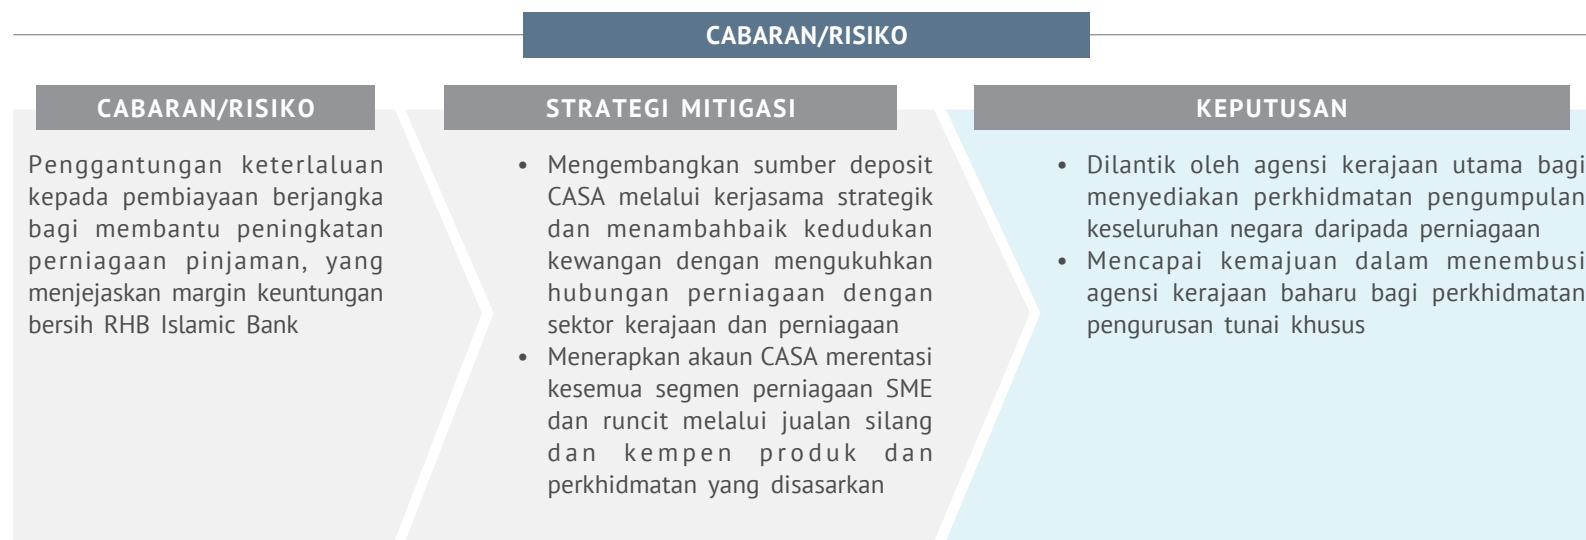 CABARAN/RISIKO
CABARAN/RISIKO
Penggantungan keterlaluan
kepada pembiayaan berjangka
bagi membantu peningkatan
perniagaan pinjaman, yang
menjejaskan margin keuntungan
bersih RHB Islamic Bank
STRATEGI MITIGASI
• Mengembangkan sumber deposit
CASA melalui kerjasama strategik
dan menambahbaik kedudukan
kewangan dengan mengukuhkan
hubungan perniagaan dengan
sektor kerajaan dan perniagaan
• Menerapkan akaun CASA merentasi
kesemua segmen perniagaan SME
dan runcit melalui jualan silang
dan kempen produk dan
perkhidmatan yang disasarkan
KEPUTUSAN
• Dilantik oleh agensi kerajaan utama bagi
menyediakan perkhidmatan pengumpulan
keseluruhan negara daripada perniagaan
• Mencapai kemajuan dalam menembusi
agensi kerajaan baharu bagi perkhidmatan
pengurusan tunai khusus